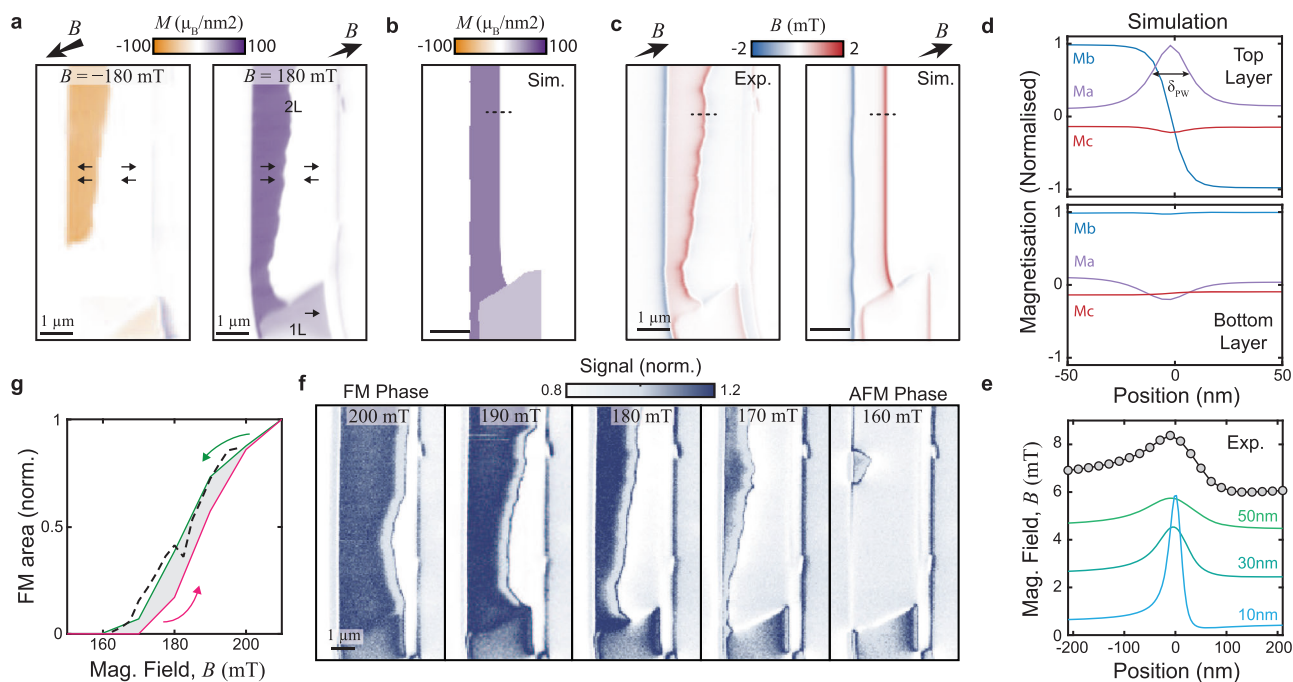 a
B
M (μB/nm2)
-100
100
B = −180 mT
B = 180 mT
2L
1L
1 μm
b
M (μB/nm2)
-100
100
B
Sim.
c
B (mT)
-2
2
B
B
Exp.
Sim.
1 μm
d
Simulation
Magnetisation (Normalised)
1
0
-1
Mb
Ma
Mc
δPW
Top
Layer
1
0
1
Mb
Ma
Mc
Bottom
Layer
-50
0
50
Position (nm)
g
FM area (norm.)
1
0.5
0
160
180
200
Mag. Field, B (mT)
f
Signal (norm.)
0.8
1.2
FM Phase
AFM Phase
200 mT
190 mT
180 mT
170 mT
160 mT
1 μm
e
Mag. Field, B (mT)
8
6
4
2
0
Exp.
50nm
30nm
10nm
-200
-100
0
100
200
Position (nm)